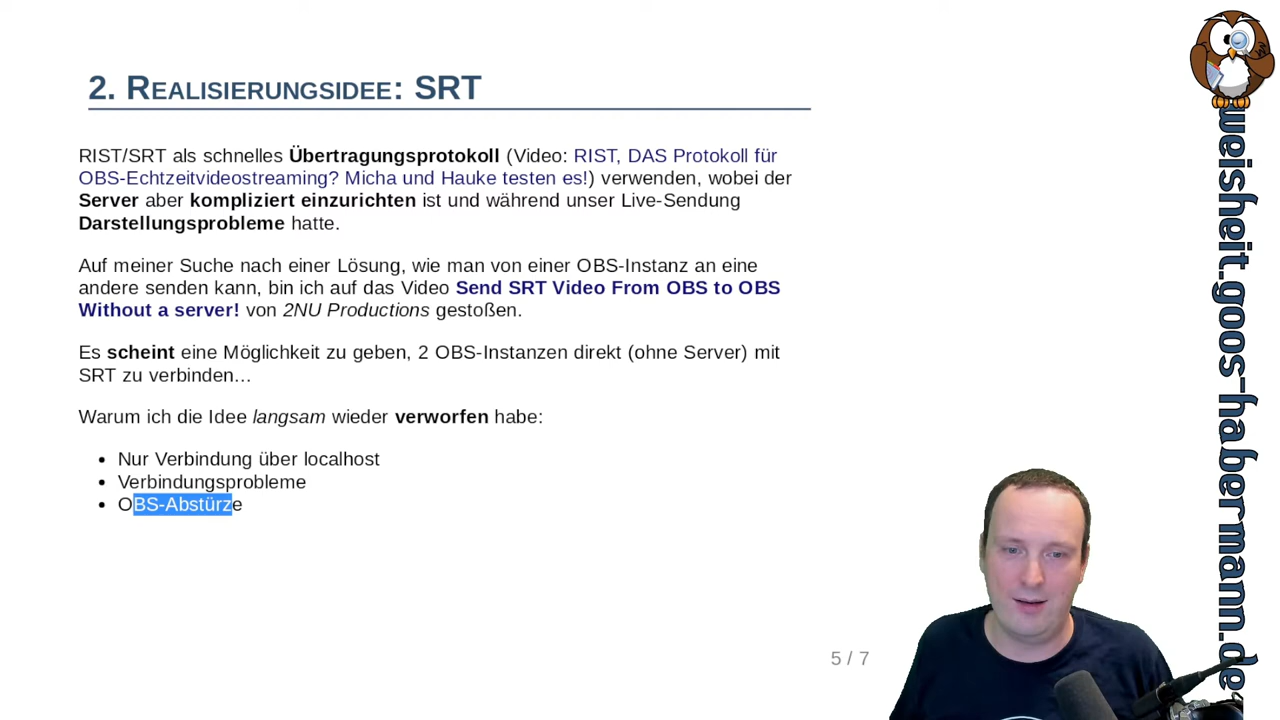 2. Realisierungsidee: SRT
RIST/SRT als schnelles Übertragungsprotokoll (Video: RIST, DAS Protokoll für
OBS-Echtzeitvideostreaming? Micha und Hauke testen es!) verwenden, wobei der
Server aber kompliziert einzurichten ist und während unser Live-Sendung
Darstellungsprobleme hatte.
Auf meiner Suche nach einer Lösung, wie man von einer OBS-Instanz an eine
andere senden kann, bin ich auf das Video Send SRT Video From OBS to OBS
Without a server! von 2NU Productions gestoßen.
Es scheint eine Möglichkeit zu geben, 2 OBS-Instanzen direkt (ohne Server) mit
SRT zu verbinden…
Warum ich die Idee langsam wieder verworfen habe:
• Nur Verbindung über localhost
• Verbindungsprobleme
• OBS-Abstürze
5 / 7
weisheit.goos-habermann.de